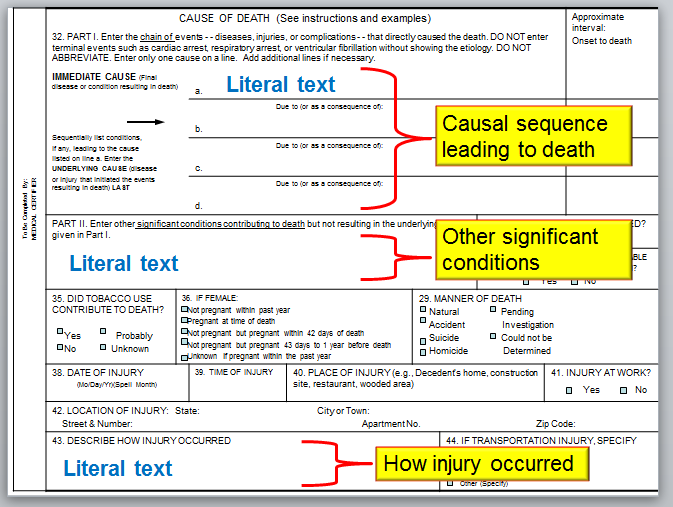 CAUSE OF DEATH (See instructions and examples)
Approximate
interval:
Onset to death
32. PART I. Enter the chain of events - - diseases, injuries, or complications - - that directly caused the death. DO NOT enter
terminal events such as cardiac arrest, respiratory arrest, or ventricular fibrillation without showing the etiology. DO NOT
ABBREVIATE. Enter only one cause on a line. Add additional lines if necessary.
IMMEDIATE CAUSE (Final
disease or condition resulting in death)
a.
Literal text
Due to (or as a consequence of):
b.
Sequentially list conditions,
if any, leading to the cause
listed on line a. Enter the
UNDERLYING CAUSE (disease
or injury that initiated the events
resulting in death) LAST
Due to (or as a consequence of):
c.
Due to (or as a consequence of):
d.
Causal sequence
leading to death
To Be Completed By:
MEDICAL CERTIFIER
PART II. Enter other significant conditions contributing to death but not resulting in the underlying
given in Part I.
Literal text
Other significant
conditions
ED?
ABLE
?
Yes No
35. DID TOBACCO USE
CONTRIBUTE TO DEATH?
Yes Probably
No Unknown
36. IF FEMALE:
Not pregnant within past year
Pregnant at time of death
Not pregnant but pregnant within 42 days of death
Not pregnant but pregnant 43 days to 1 year before death
Unknown if pregnant within the past year
29. MANNER OF DEATH
Natural Pending
Accident Investigation
Suicide Could not be
Homicide Determined
38. DATE OF INJURY
(Mo/Day/Yr)(Spell Month)
39. TIME OF INJURY
40. PLACE OF INJURY (e.g., Decedent's home, construction
site, restaurant, wooded area)
41. INJURY AT WORK?
Yes No
42. LOCATION OF INJURY: State: City or Town:
Street & Number: Apartment No. Zip Code:
43. DESCRIBE HOW INJURY OCCURRED
Literal text
How injury occurred
44. IF TRANSPORTATION INJURY, SPECIFY
Other (Specify)